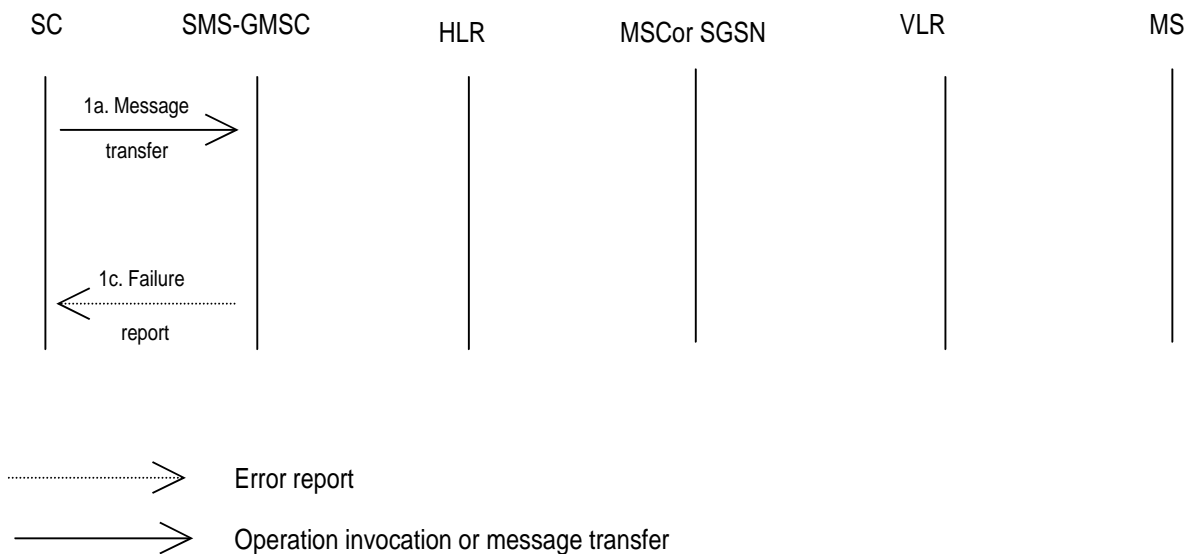 SC SMS-GMSC HLR MSCor SGSN VLR MS
1a. Message
transfer
1c. Failure
report
Error report
Operation invocation or message transfer